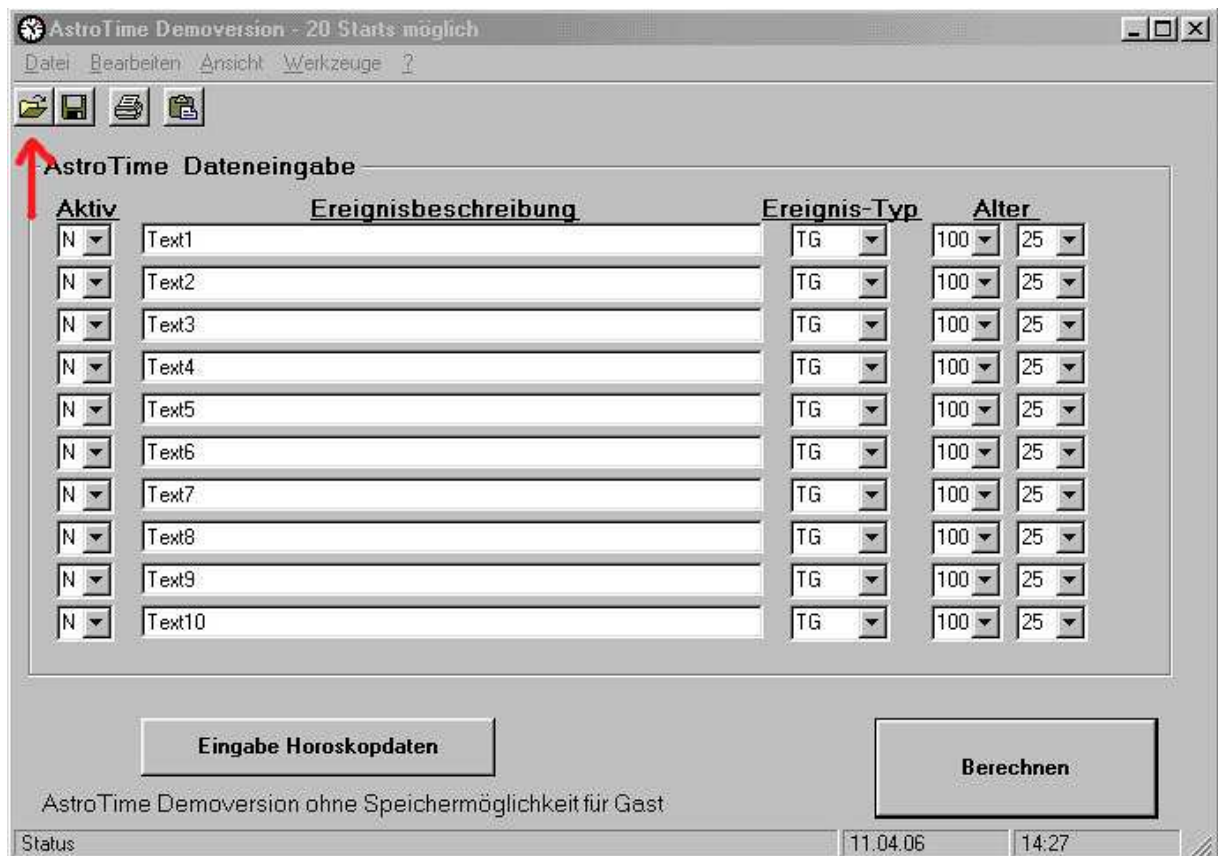 AstroTime Demoversion - 20 Starts möglich
Datei Bearbeiten Ansicht Werkzeuge ?
AstroTime Dateneingabe
Aktiv Ereignisbeschreibung Ereignis-Typ Alter
N Text1 TG 100 25
N Text2 TG 100 25
N Text3 TG 100 25
N Text4 TG 100 25
N Text5 TG 100 25
N Text6 TG 100 25
N Text7 TG 100 25
N Text8 TG 100 25
N Text9 TG 100 25
N Text10 TG 100 25
Eingabe Horoskopdaten
Berechnen
AstroTime Demoversion ohne Speichermöglichkeit für Gast
Status 11.04.06 14:27